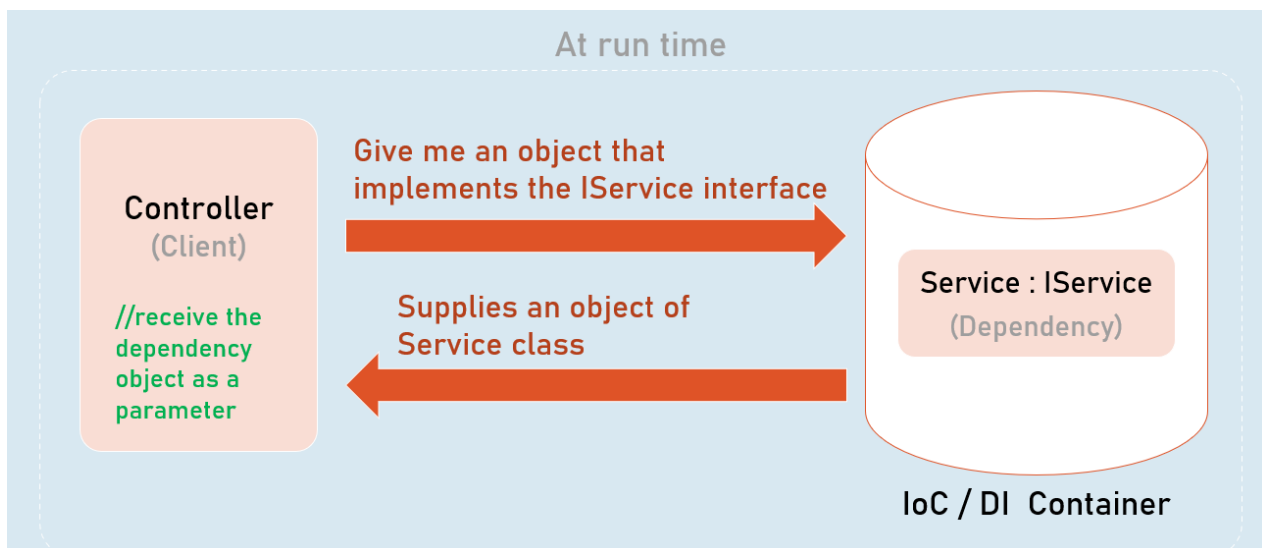 At run time
Controller
(Client)
//receive the
dependency
object as a
parameter
Give me an object that
implements the IService interface
Supplies an object of
Service class
Service : IService
(Dependency)
IoC / DI Container